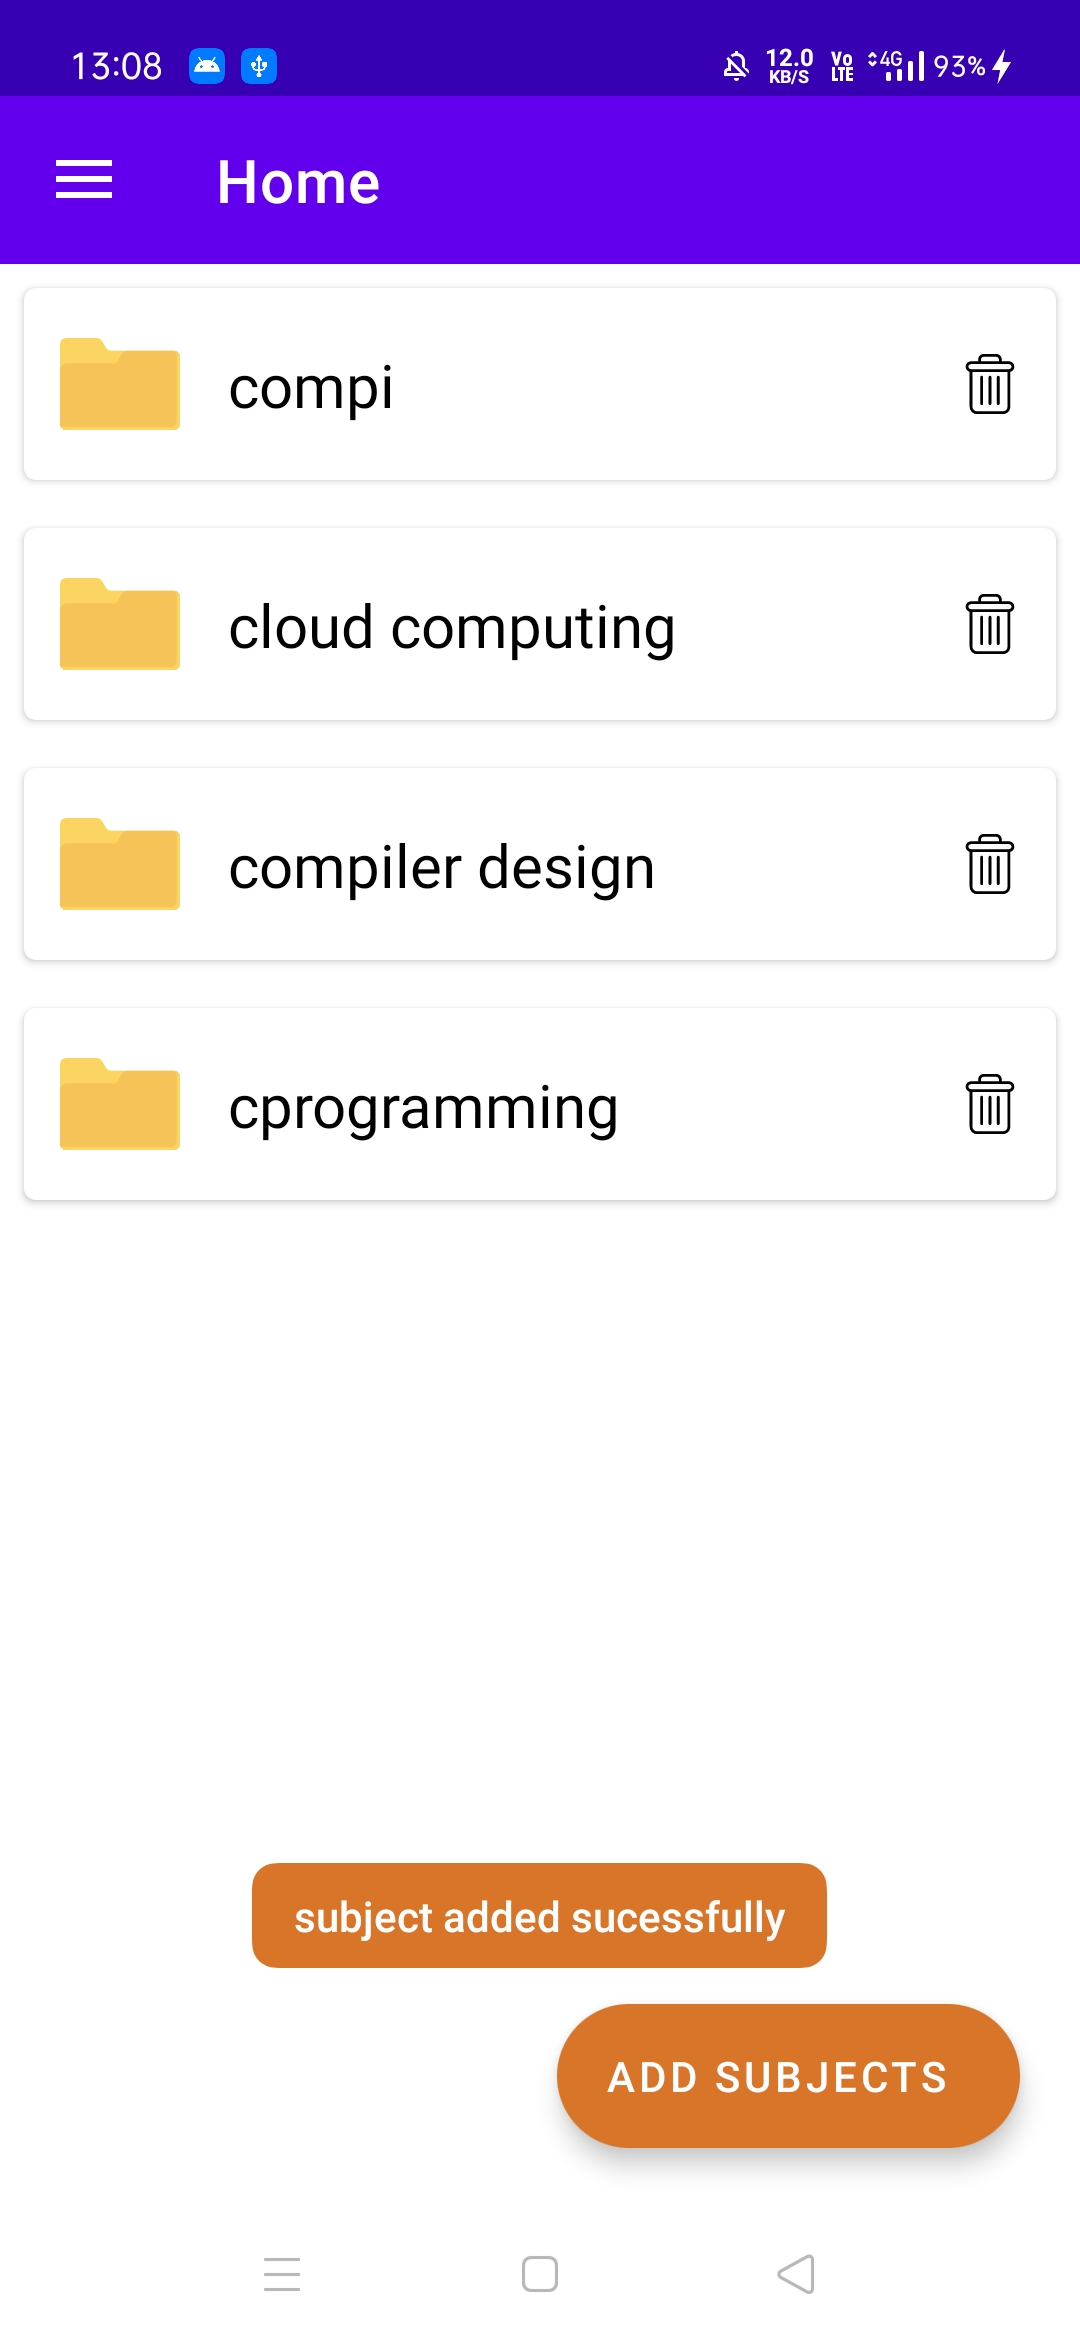 13:08
12.0
KB/S
Vo
LTE
4G
93%
Home
compi
cloud computing
compiler design
cprogramming
subject added sucessfully
ADD SUBJECTS